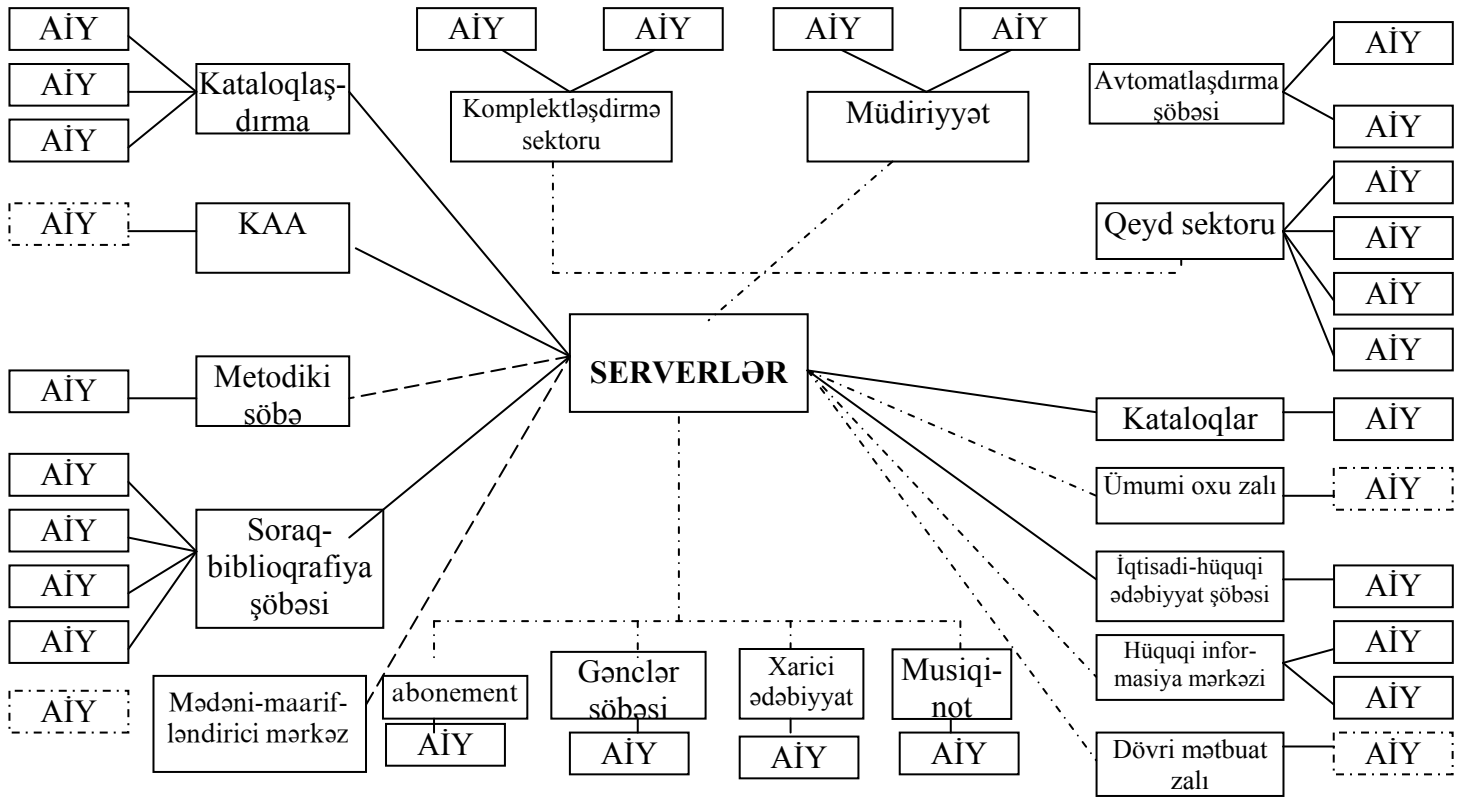 AİY
AİY
AİY
Kataloqlaş-
dırma
AİY
AİY
Komplektləşdirmə
sektoru
AİY
AİY
Müdiriyyət
Avtomatlaşdırma
şöbəsi
AİY
AİY
AİY
KAA
Qeyd sektoru
AİY
AİY
AİY
AİY
SERVERLƏR
AİY
Metodiki
söbə
Kataloqlar
AİY
Ümumi oxu zalı
AİY
AİY
AİY
AİY
AİY
Soraq-
biblioqrafiya
şöbəsi
İqtisadi-hüquqi
ədəbiyyat şöbəsi
AİY
Hüquqi infor-
masiya mərkəzi
AİY
AİY
AİY
Mədəni-maarif-
ləndirici mərkəz
abonement
AİY
Gənclər
söbəsi
AİY
Xarici
ədəbiyyat
AİY
Musiqi-
not
AİY
Dövri mətbuat
zalı
AİY